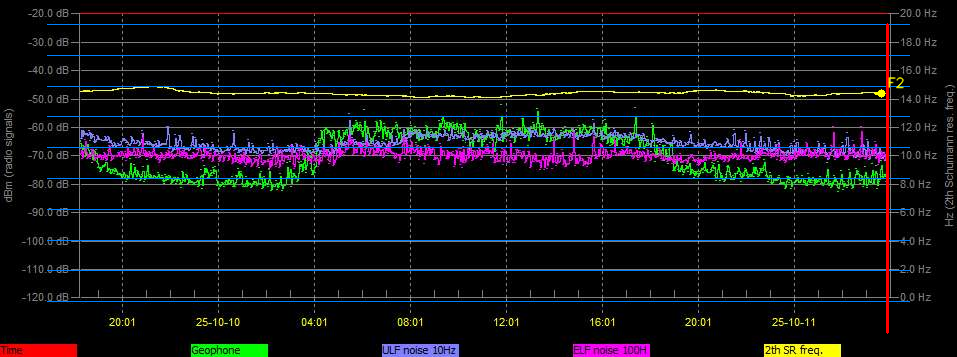 -20.0 dB
20.0 Hz
-30.0 dB
18.0 Hz
-40.0 dB
16.0 Hz
F2
-50.0 dB
14.0 Hz
-60.0 dB
12.0 Hz
-70.0 dB
10.0 Hz
-80.0 dB
8.0 Hz
-90.0 dB
6.0 Hz
-100.0 dB
4.0 Hz
-110.0 dB
2.0 Hz
-120.0 dB
0.0 Hz
dBm (radio signals)
Hz (2th Schumann res. freq.)
20:01 25-10-10 04:01 08:01 12:01 16:01 20:01 25-10-11
Time Geophone ULF noise 10Hz ELF noise 100H 2th SR freq.